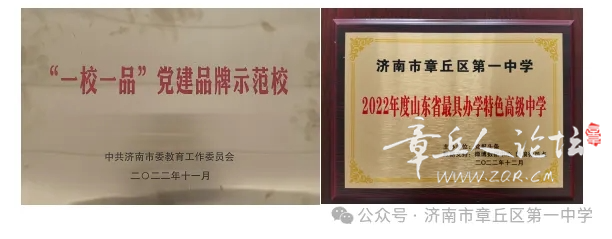 “一校一品”党建品牌示范校
中共济南市委教育工作委员会
二〇二二年十一月
济南市章丘区第一中学
2022年度山东省最具办学特色高级中学
二〇二二年十二月
章丘人论坛
www.zqr.cn
公众号·济南市章丘区第一中学